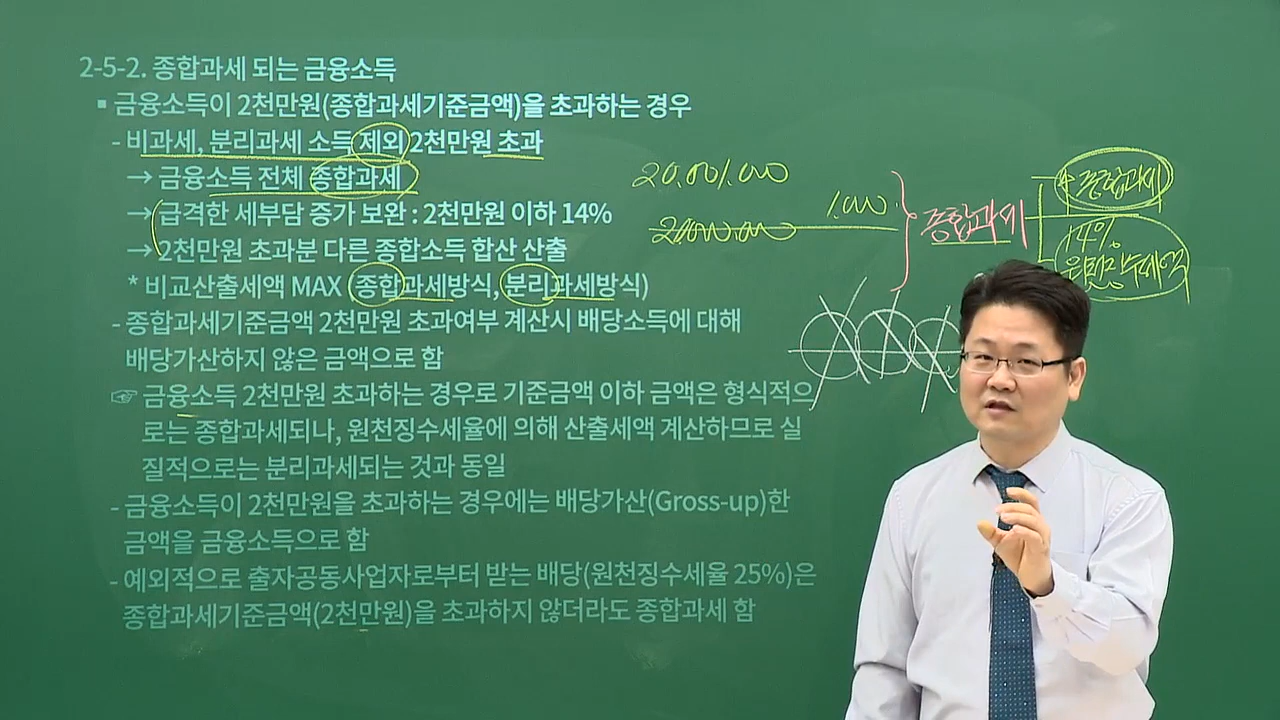 2-5-2. 종합과세 되는 금융소득
▪ 금융소득이 2천만원(종합과세기준금액)을 초과하는 경우
- 비과세, 분리과세 소득 제외 2천만원 초과
→ 금융소득 전체 종합과세
→ 급격한 세부담 증가 보완 : 2천만원 이하 14%
→ 2천만원 초과분 다른 종합소득 합산 산출
* 비교산출세액 MAX (종합과세방식, 분리과세방식)
- 종합과세기준금액 2천만원 초과여부 계산시 배당소득에 대해
배당가산하지 않은 금액으로 함
☞ 금융소득 2천만원 초과하는 경우로 기준금액 이하 금액은 형식적으
로는 종합과세되나, 원천징수세율에 의해 산출세액 계산하므로 실
질적으로는 분리과세되는 것과 동일
- 금융소득이 2천만원을 초과하는 경우에는 배당가산(Gross-up)한
금액을 금융소득으로 함
- 예외적으로 출자공동사업자로부터 받는 배당(원천징수세율 25%)은
종합과세기준금액(2천만원)을 초과하지 않더라도 종합과세 함
20,001,000
1,000
20,000,000
종합과세
14%